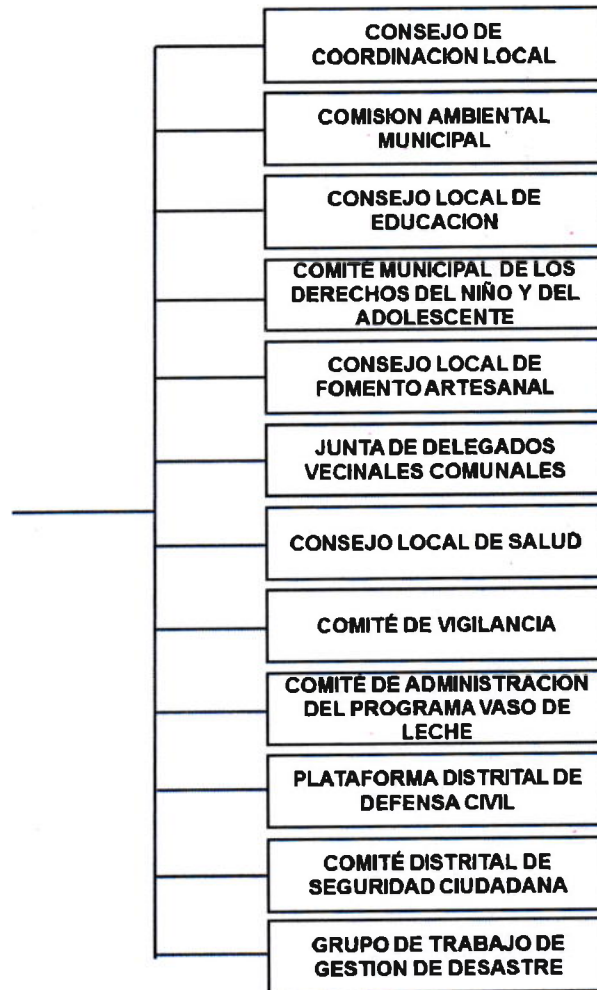 CONSEJO DE
COORDINACION LOCAL
COMISION AMBIENTAL
MUNICIPAL
CONSEJO LOCAL DE
EDUCACION
COMITÉ MUNICIPAL DE LOS
DERECHOS DEL NIÑO Y DEL
ADOLESCENTE
CONSEJO LOCAL DE
FOMENTO ARTESANAL
JUNTA DE DELEGADOS
VECINALES COMUNALES
CONSEJO LOCAL DE SALUD
COMITÉ DE VIGILANCIA
COMITÉ DE ADMINISTRACION
DEL PROGRAMA VASO DE
LECHE
PLATAFORMA DISTRITAL DE
DEFENSA CIVIL
COMITÉ DISTRITAL DE
SEGURIDAD CIUDADANA
GRUPO DE TRABAJO DE
GESTION DE DESASTRE